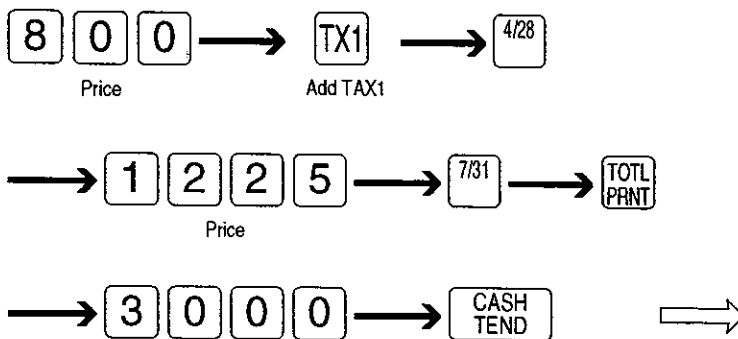 8 0 0 TX1 4/28
Price Add TAX1
1 2 2 5 7/31 TOTL PRNT
Price
3 0 0 0 CASH TEND